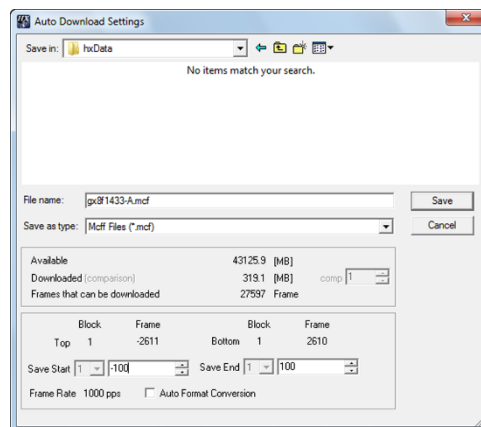 Auto Download Settings
Save in: hxData
No items match your search.
File name: gx8f1433-A.mcf Save
Save as type: Mcff Files (*.mcf) Cancel
Available 43125.9 [MB]
Downloaded (comparison) 319.1 [MB] comp 1
Frames that can be downloaded 27597 Frame
Block Frame Block Frame
Top 1 -2611 Bottom 1 2610
Save Start 1 -100 Save End 1 100
Frame Rate 1000 pps Auto Format Conversion